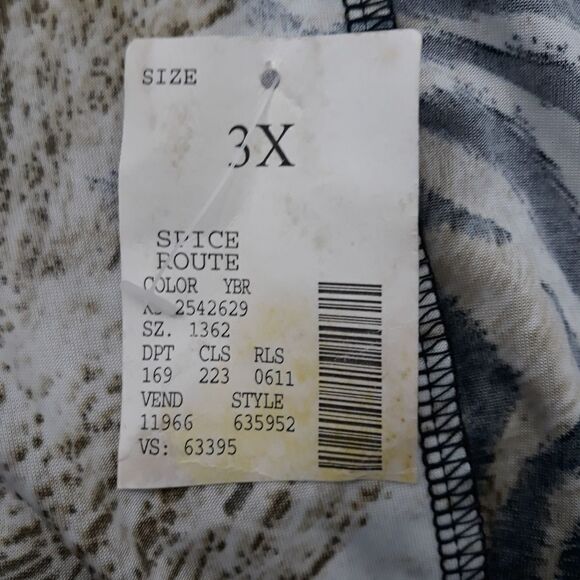 SIZE
3X
SPICE
ROUTE
COLOR YBR
2542629
SZ. 1362
DPT CLS RLS
169 223 0611
VEND STYLE
11966 635952
VS: 63395